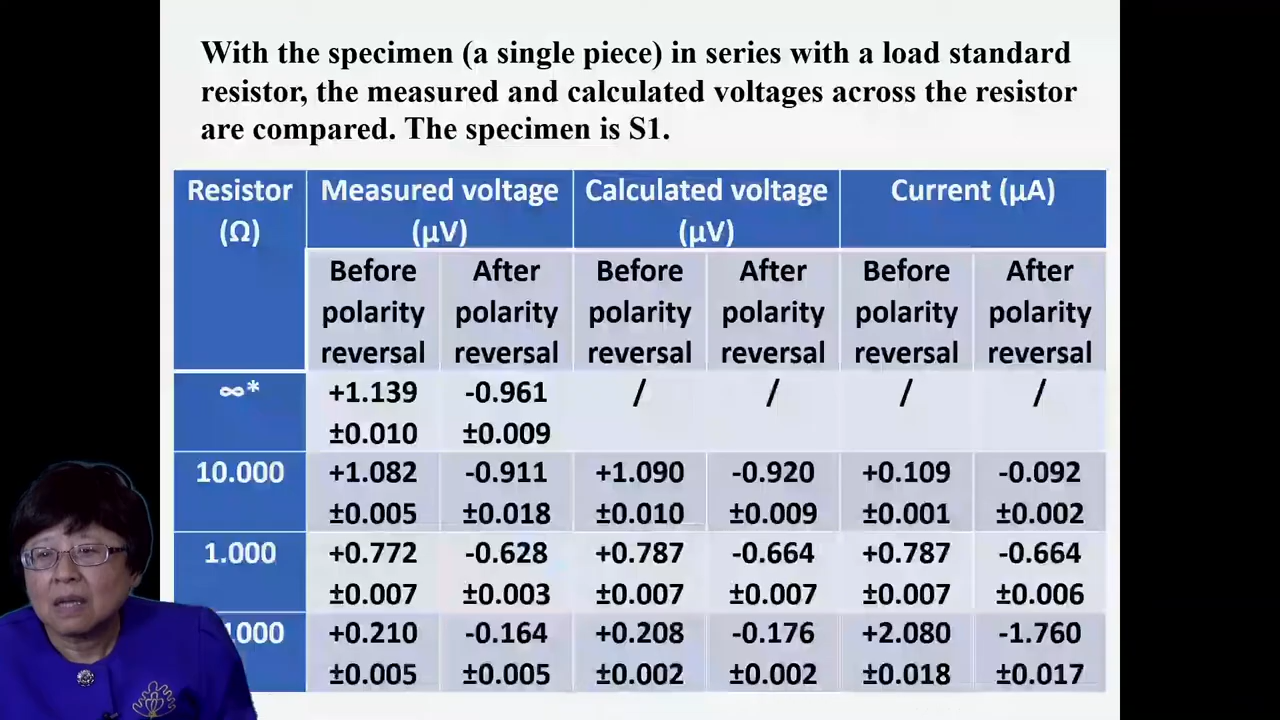 With the specimen (a single piece) in series with a load standard
resistor, the measured and calculated voltages across the resistor
are compared. The specimen is S1.
Resistor Measured voltage Calculated voltage Current (µA)
(Ω) (µV) (µV)
Before After Before After Before After
polarity polarity polarity polarity polarity polarity
reversal reversal reversal reversal reversal reversal
∞* +1.139 -0.961 / / / /
±0.010 ±0.009
10.000 +1.082 -0.911 +1.090 -0.920 +0.109 -0.092
±0.005 ±0.018 ±0.010 ±0.009 ±0.001 ±0.002
1.000 +0.772 -0.628 +0.787 -0.664 +0.787 -0.664
±0.007 ±0.003 ±0.007 ±0.007 ±0.007 ±0.006
+0.210 -0.164 +0.208 -0.176 +2.080 -1.760
±0.005 ±0.005 ±0.002 ±0.002 ±0.018 ±0.017